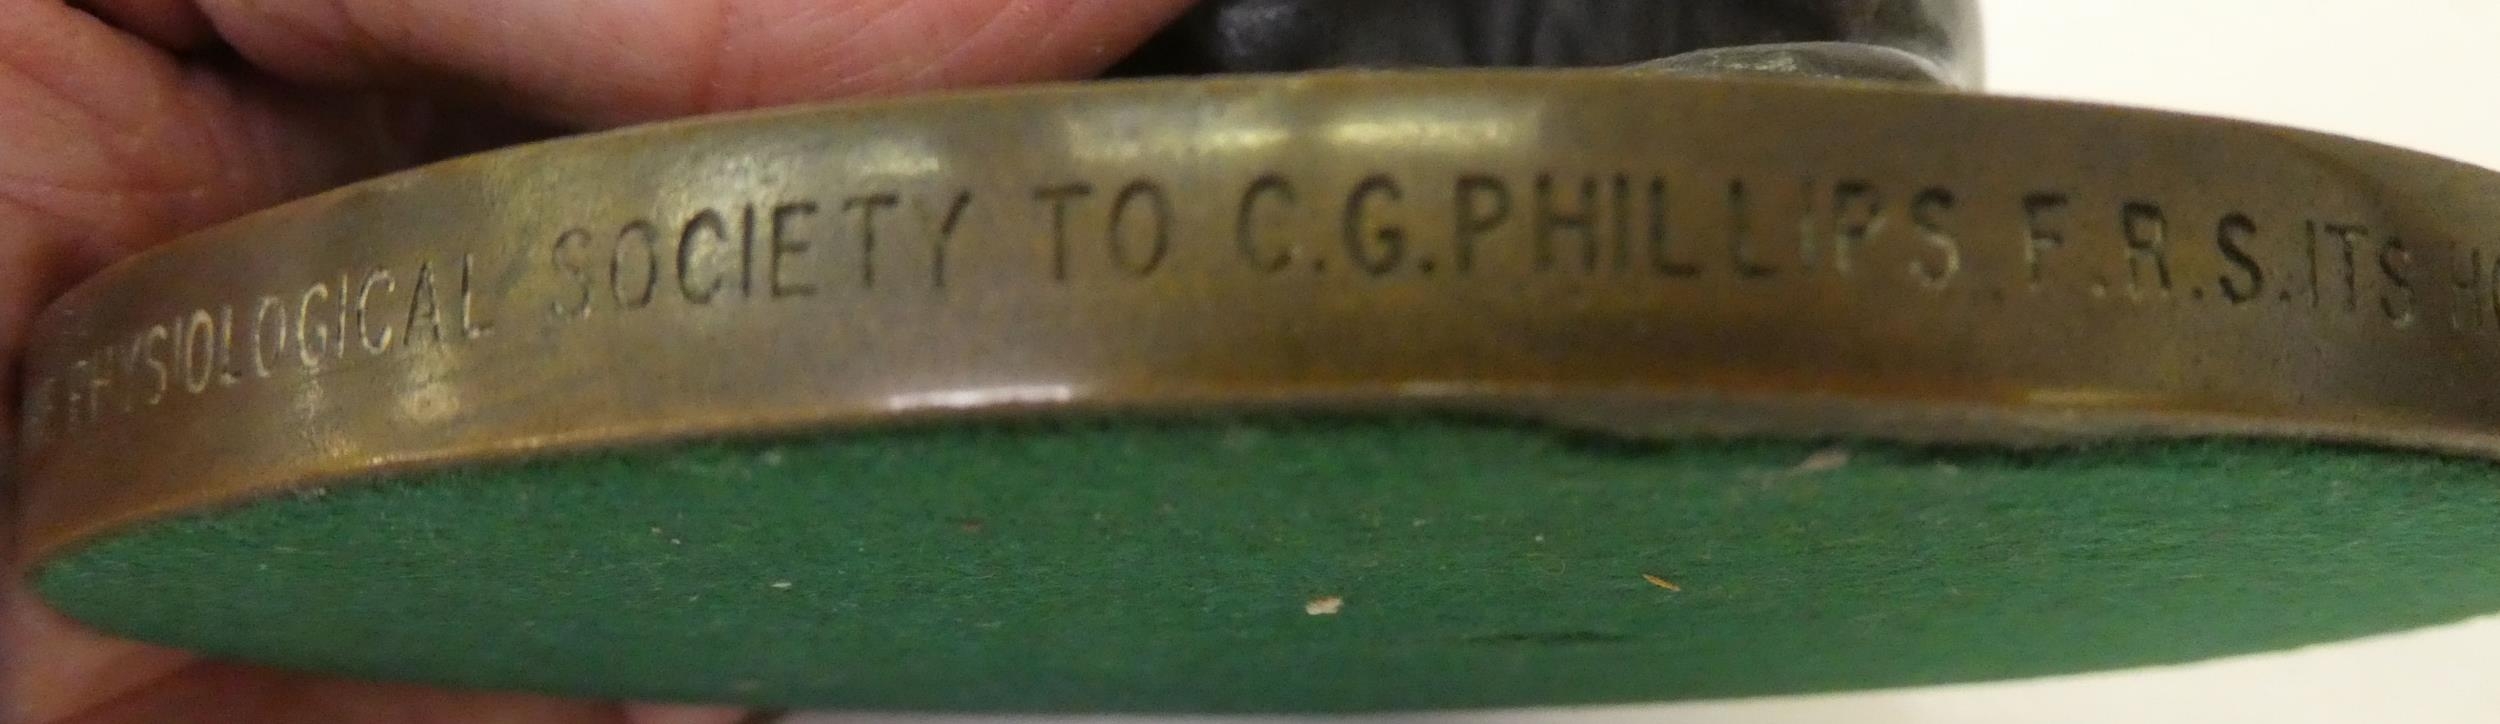 PHYSIOLOGICAL SOCIETY TO C.G.PHILLIPS.F.R.S.ITS